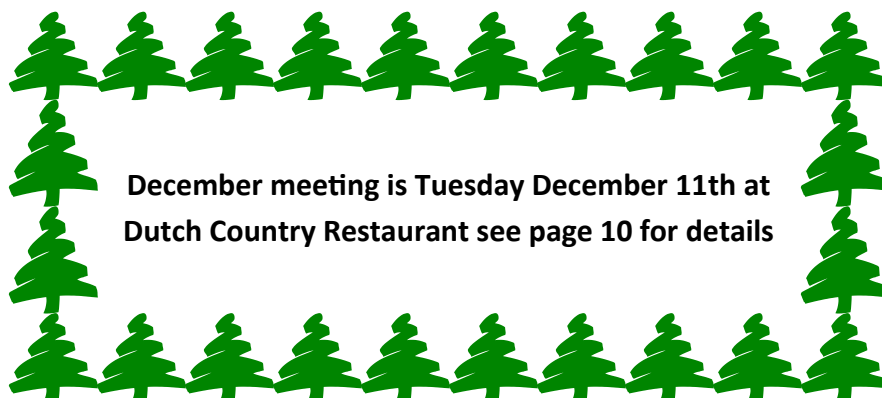 December meeting is Tuesday December 11th at
Dutch Country Restaurant see page 10 for details